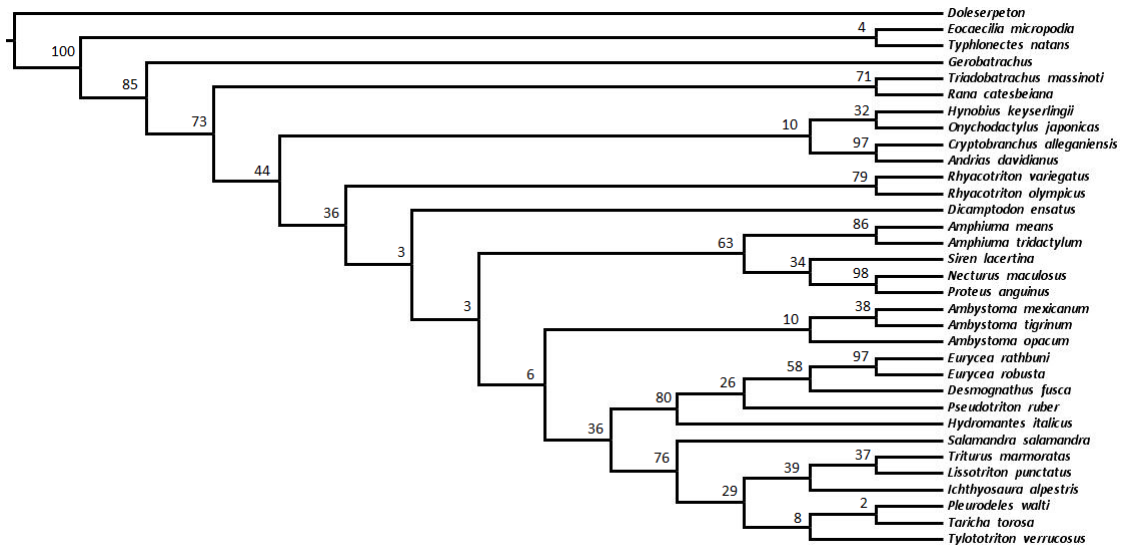 Doleserpeton
4
Eocaecilia micropodia
Typhlonectes natans
100
Gerobatrachus
85
71
Triadobatrachus massinoti
Rana catesbeiana
73
32
Hynobius keyserlingii
10
Onychodactylus japonicas
97
Cryptobranchus alleganiensis
Andrias davidianus
44
79
Rhyacotriton variegatus
Rhyacotriton olympicus
36
Dicamptodon ensatus
86
Amphiuma means
63
Amphiuma tridactylum
3
34
Siren lacertina
98
Necturus maculosus
Proteus anguinus
3
38
Ambystoma mexicanum
10
Ambystoma tigrinum
Ambystoma opacum
97
Eurycea rathbuni
58
Eurycea robusta
6
26
Desmognathus fusca
80
Pseudotriton ruber
Hydromantes italicus
36
Salamandra salamandra
76
37
Triturus marmoratas
39
Lissotriton punctatus
29
Ichthyosaura alpestris
2
Pleurodeles walti
8
Taricha torosa
Tylototriton verrucosus